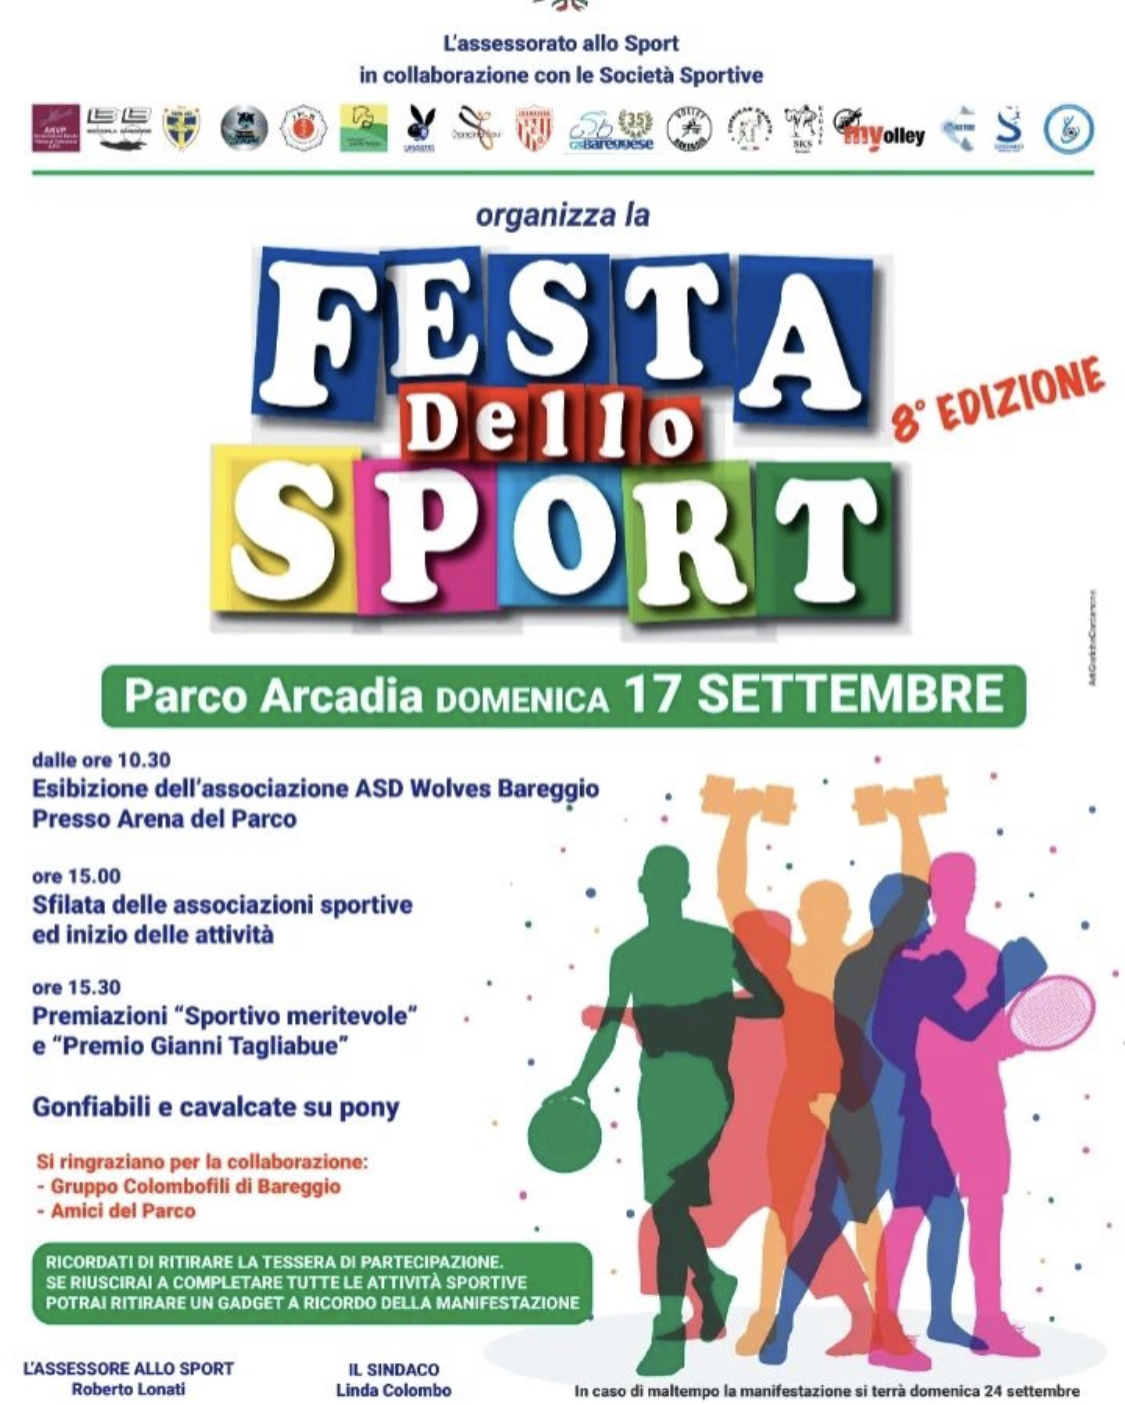 L'assessorato allo Sport
in collaborazione con le Società Sportive
AKVP
SKS
35
GSBareggese
myvolley
organizza la
FESTA
Dello
SPORT
8° EDIZIONE
Parco Arcadia DOMENICA 17 SETTEMBRE
dalle ore 10.30
Esibizione dell'associazione ASD Wolves Bareggio
Presso Arena del Parco
ore 15.00
Sfilata delle associazioni sportive
ed inizio delle attività
ore 15.30
Premiazioni "Sportivo meritevole"
e "Premio Gianni Tagliabue"
Gonfiabili e cavalcate su pony
Si ringraziano per la collaborazione:
- Gruppo Colombofili di Bareggio
- Amici del Parco
RICORDATI DI RITIRARE LA TESSERA DI PARTECIPAZIONE.
SE RIUSCIRAI A COMPLETARE TUTTE LE ATTIVITÀ SPORTIVE
POTRAI RITIRARE UN GADGET A RICORDO DELLA MANIFESTAZIONE
L'ASSESSORE ALLO SPORT
Roberto Lonati
IL SINDACO
Linda Colombo
In caso di maltempo la manifestazione si terrà domenica 24 settembre